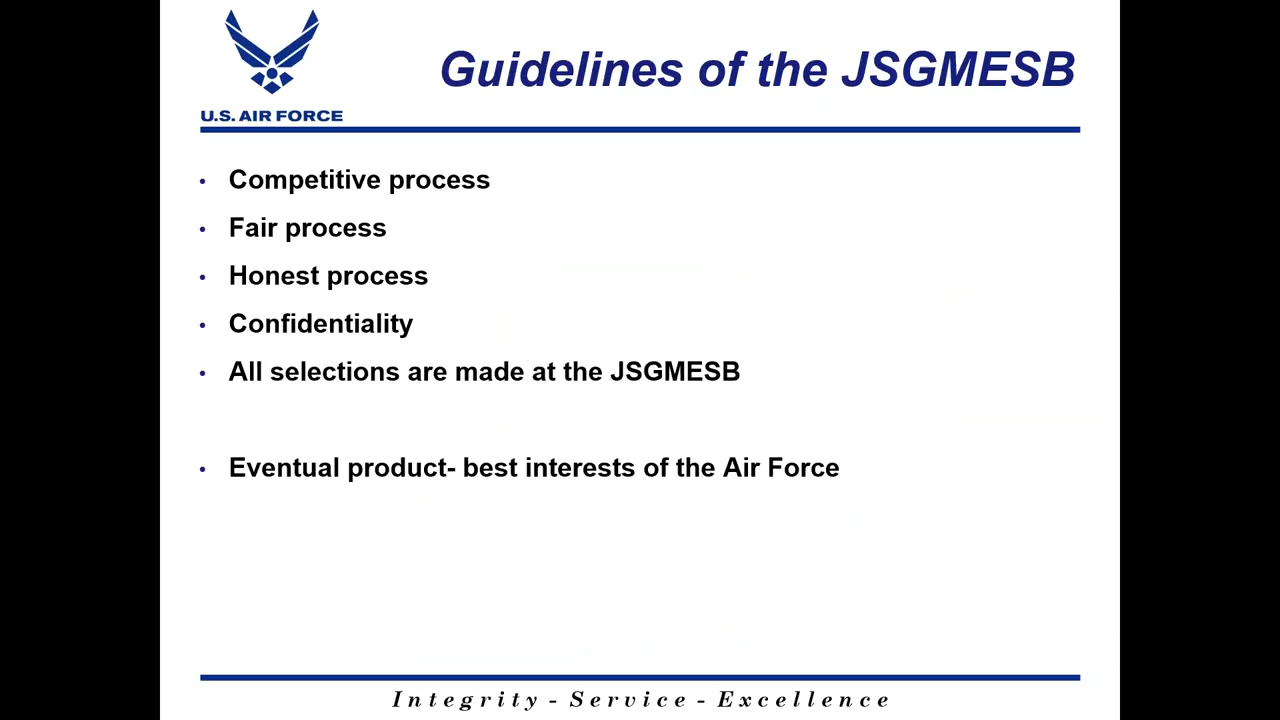 Guidelines of the JSGMESB
U.S. AIR FORCE
• Competitive process
• Fair process
• Honest process
• Confidentiality
• All selections are made at the JSGMESB
• Eventual product- best interests of the Air Force
Integrity - Service - Excellence